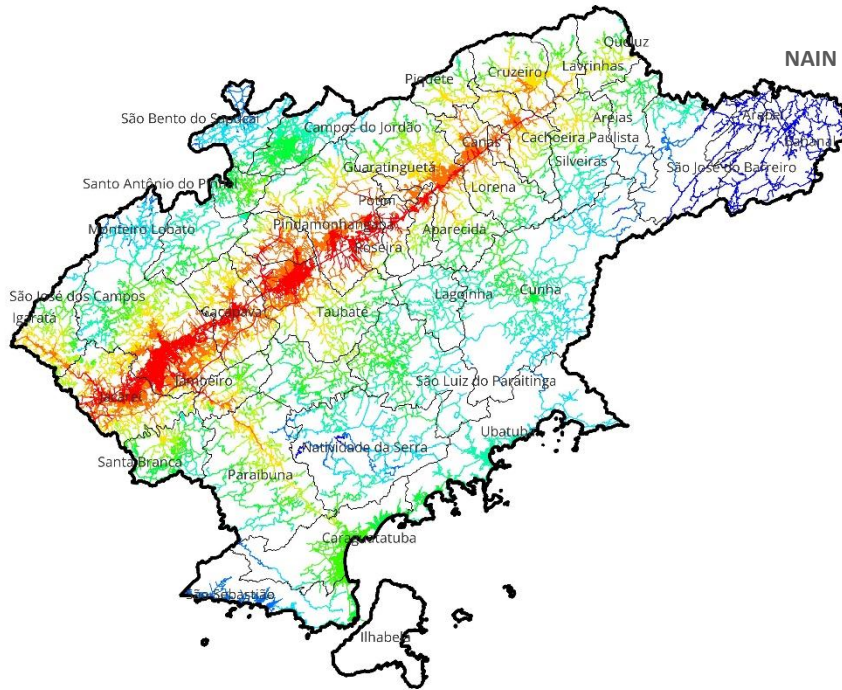 Queluz
NAIN
Lavrinhas
Cruzeiro
Piquete
Arapeí
São Bento do Sapucaí
Areias
Campos do Jordão
Cachoeira Paulista
Bananal
Canas
Silveiras
Guaratinguetá
São José do Barreiro
Santo Antônio do Pinhal
Lorena
Potim
Pindamonhangaba
Monteiro Lobato
Aparecida
Roseira
Cunha
São José dos Campos
Lagoinha
Caçapava
Taubaté
Igaratá
Jambeiro
São Luiz do Paraitinga
Jacareí
Ubatuba
Natividade da Serra
Santa Branca
Paraibuna
Caraguatatuba
São Sebastião
Ilhabela